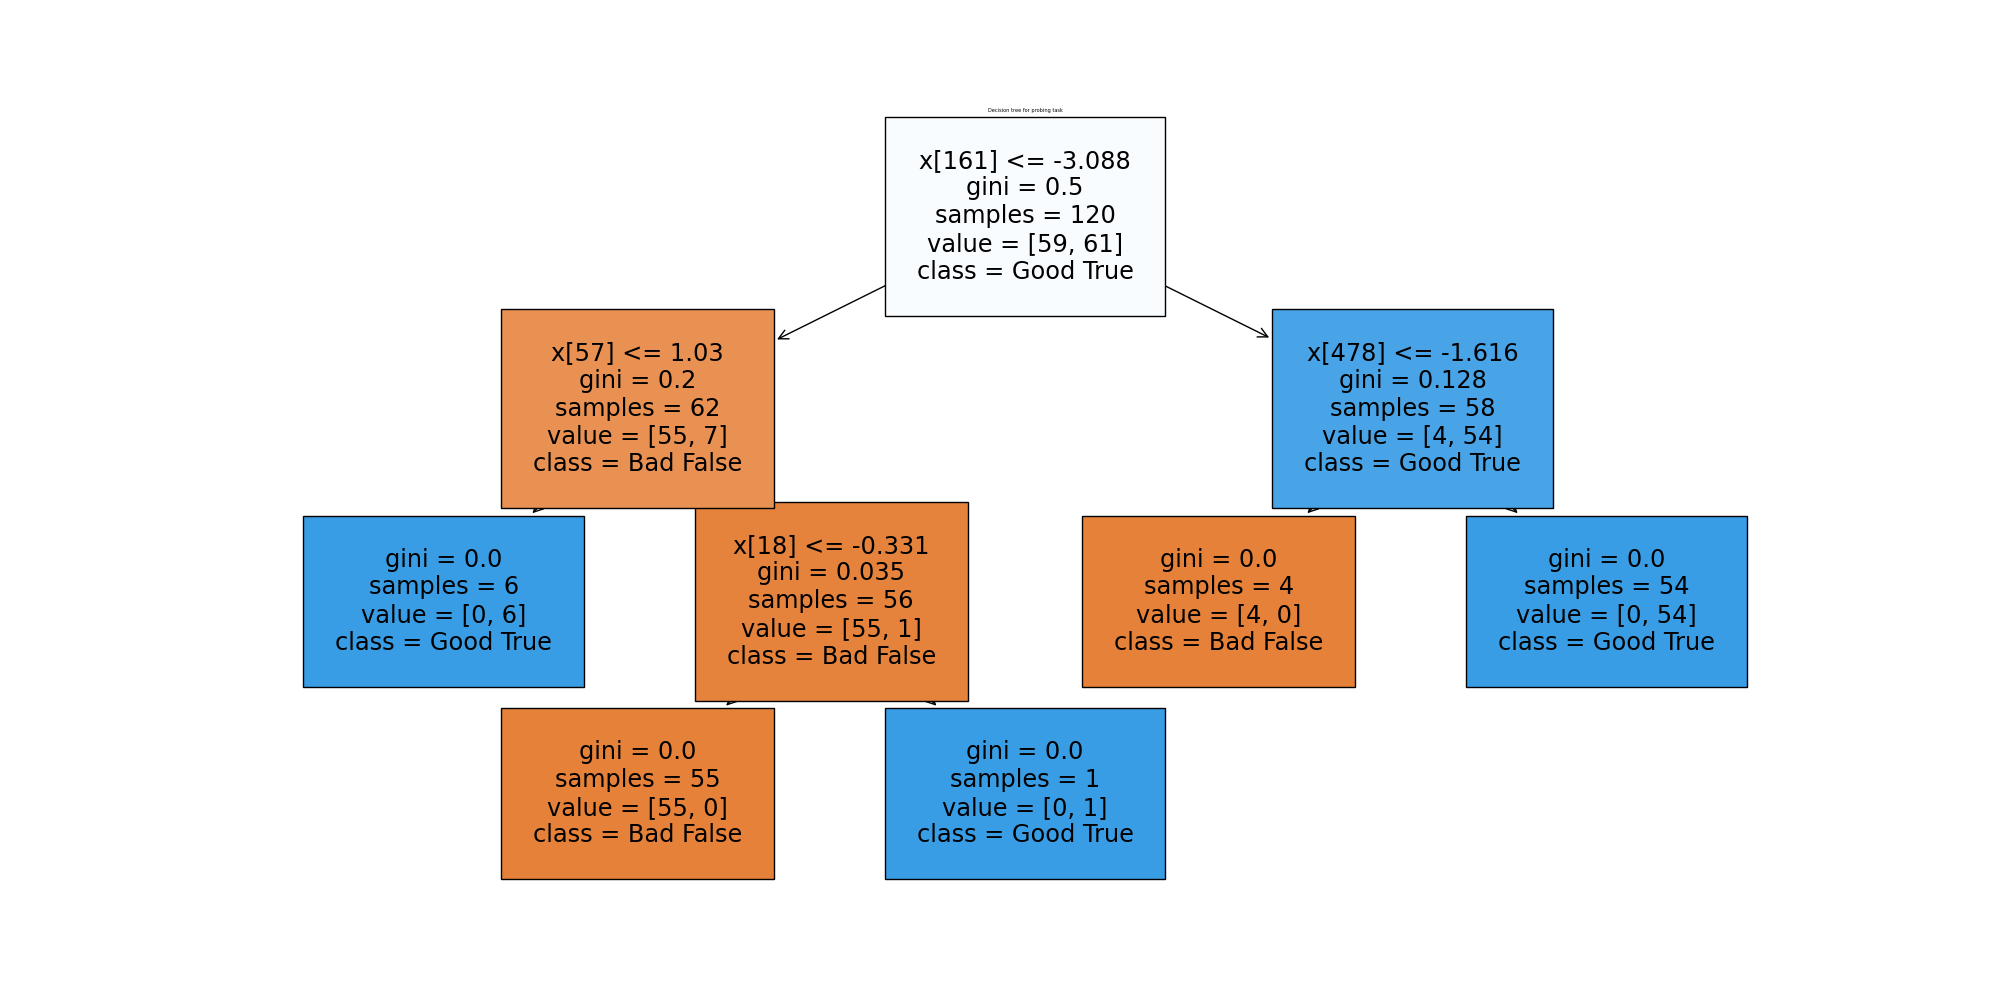 Decision tree for probing task
x[161] <= -3.088
gini = 0.5
samples = 120
value = [59, 61]
class = Good True
x[57] <= 1.03
gini = 0.2
samples = 62
value = [55, 7]
class = Bad False
x[478] <= -1.616
gini = 0.128
samples = 58
value = [4, 54]
class = Good True
gini = 0.0
samples = 6
value = [0, 6]
class = Good True
x[18] <= -0.331
gini = 0.035
samples = 56
value = [55, 1]
class = Bad False
gini = 0.0
samples = 4
value = [4, 0]
class = Bad False
gini = 0.0
samples = 54
value = [0, 54]
class = Good True
gini = 0.0
samples = 55
value = [55, 0]
class = Bad False
gini = 0.0
samples = 1
value = [0, 1]
class = Good True